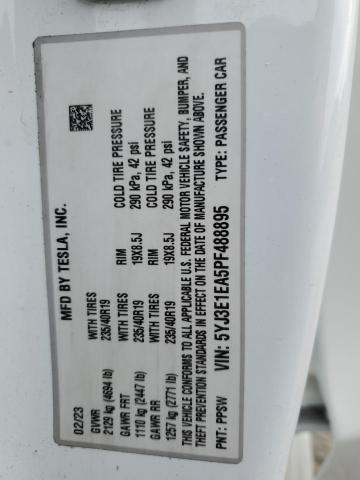 MFD BY TESLA, INC.
02/23
GVWR WITH TIRES RIM COLD TIRE PRESSURE
2129 kg (4694 lb) 235/40R19 19X8.5J 290 kPa, 42 psi
GAWR FRT WITH TIRES RIM COLD TIRE PRESSURE
1110 kg (2447 lb) 235/40R19 19X8.5J 290 kPa, 42 psi
GAWR RR
1257 kg (2771 lb) 235/40R19
THIS VEHICLE CONFORMS TO ALL APPLICABLE U.S. FEDERAL MOTOR VEHICLE SAFETY, BUMPER, AND
THEFT PREVENTION STANDARDS IN EFFECT ON THE DATE OF MANUFACTURE SHOWN ABOVE.
VIN: 5YJ3E1EA5PF488895
PNT: PPSW TYPE: PASSENGER CAR